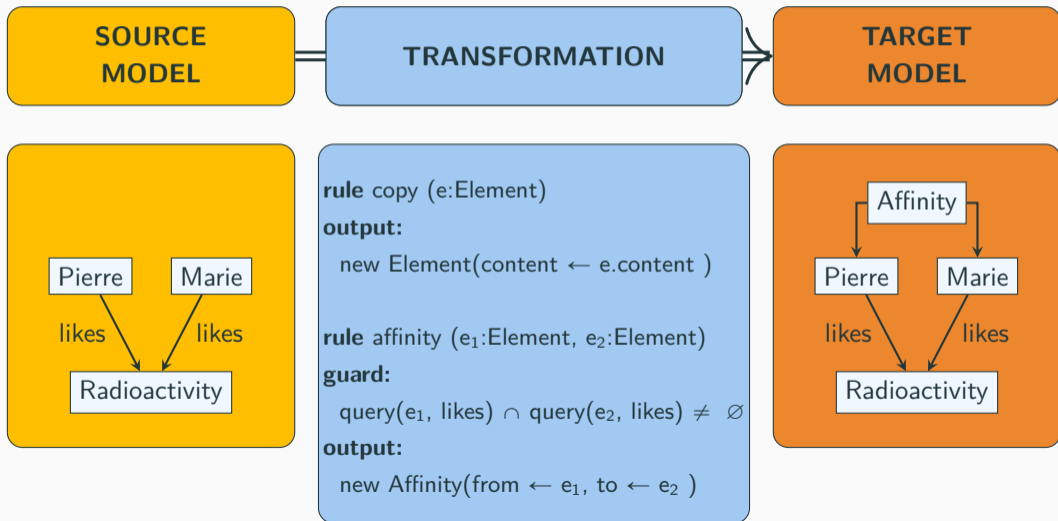 SOURCE
MODEL
TRANSFORMATION
TARGET
MODEL
Pierre
Marie
likes
likes
Radioactivity
rule copy (e:Element)
output:
new Element(content ← e.content )
rule affinity (e₁:Element, e₂:Element)
guard:
query(e₁, likes) ∩ query(e₂, likes) ≠ ∅
output:
new Affinity(from ← e₁, to ← e₂ )
Affinity
Pierre
Marie
likes
likes
Radioactivity